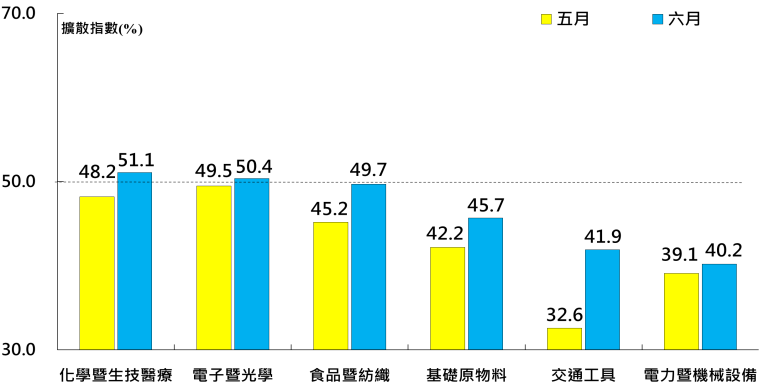 70.0
擴散指數(%)
五月 六月
48.2 51.1 49.5 50.4 45.2 49.7 42.2 45.7 32.6 41.9 39.1 40.2
50.0
30.0
化學暨生技醫療 電子暨光學 食品暨紡織 基礎原物料 交通工具 電力暨機械設備